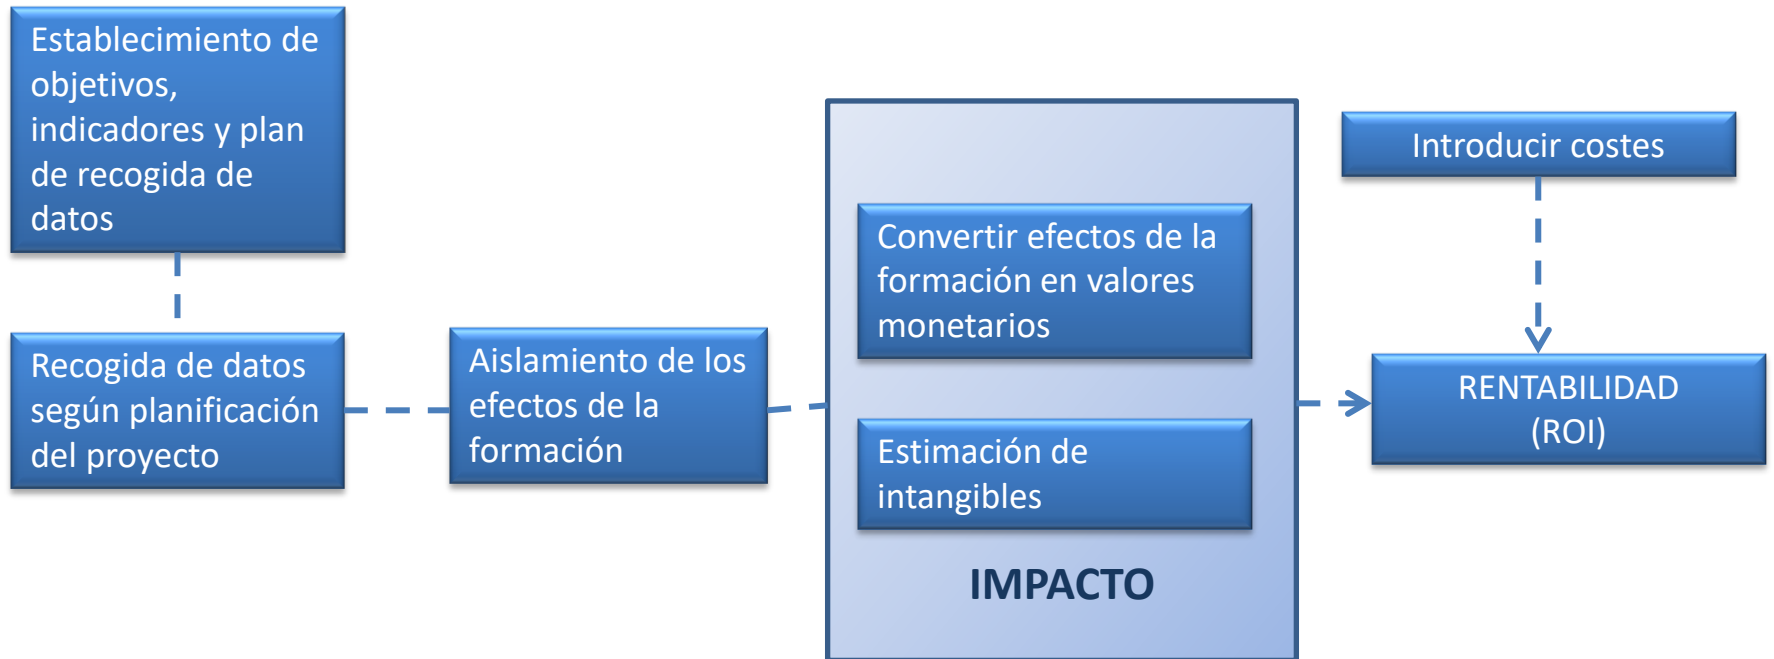 Establecimiento de
objetivos,
indicadores y plan
de recogida de
datos
Recogida de datos
según planificación
del proyecto
Aislamiento de los
efectos de la
formación
Convertir efectos de la
formación en valores
monetarios
Estimación de
intangibles
IMPACTO
Introducir costes
RENTABILIDAD
(ROI)